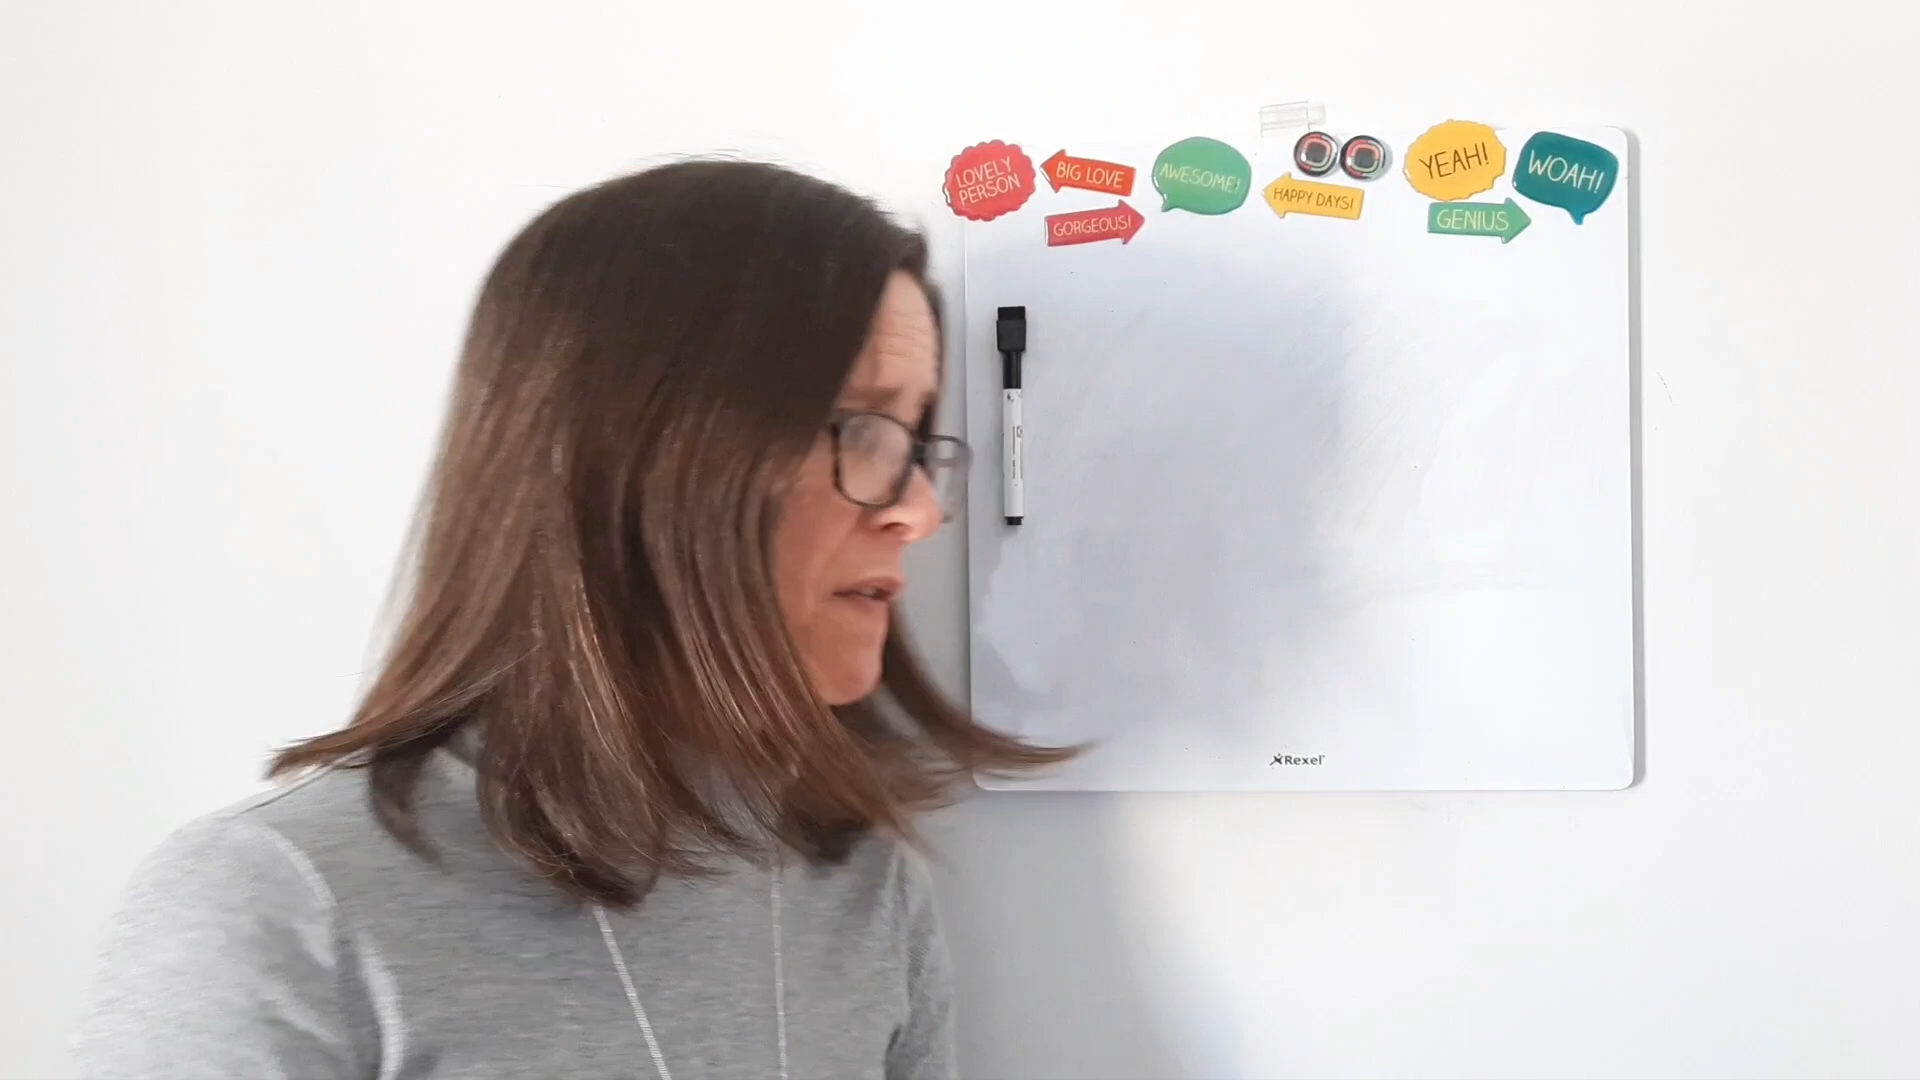 LOVELY
PERSON
BIG LOVE
GORGEOUS!
AWESOME!
HAPPY DAYS!
YEAH!
GENIUS
WOAH!
Rexel